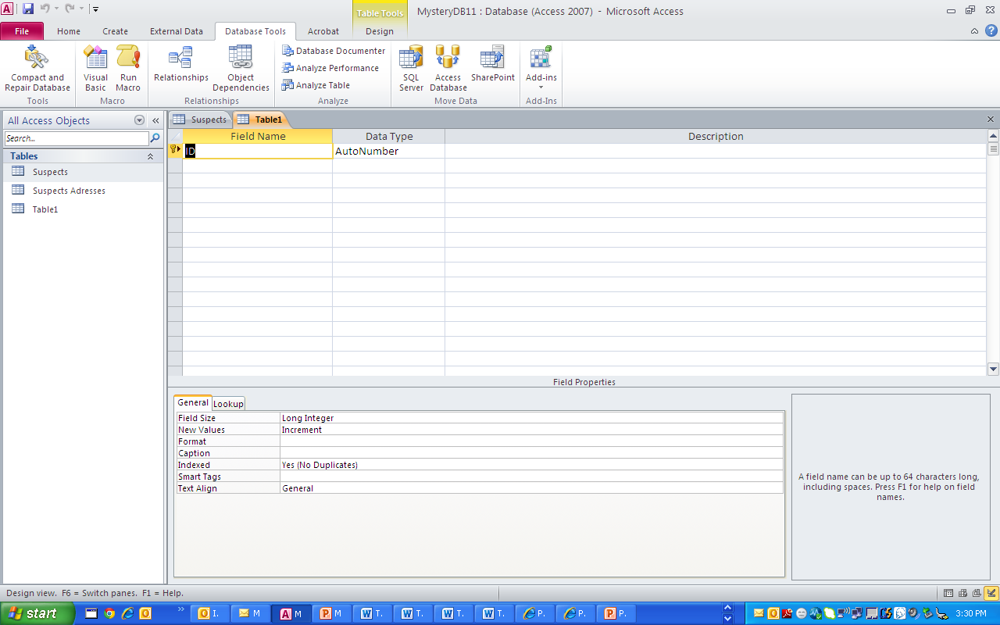 MysteryDB11 : Database (Access 2007) - Microsoft Access
Table Tools
File Home Create External Data Database Tools Acrobat Design
Compact and Repair Database
Visual Basic
Run Macro
Relationships
Object Dependencies
Database Documenter
Analyze Performance
Analyze Table
SQL Server
Access Database
SharePoint
Add-ins
Tools Macro Relationships Analyze Move Data Add-Ins
All Access Objects
Search...
Tables
Suspects
Suspects Adresses
Table1
Suspects Table1
Field Name Data Type Description
ID AutoNumber
Field Properties
General Lookup
Field Size Long Integer
New Values Increment
Format
Caption
Indexed Yes (No Duplicates)
Smart Tags
Text Align General
A field name can be up to 64 characters long,
including spaces. Press F1 for help on field
names.
Design view. F6 = Switch panes. F1 = Help.
start I. M M M T. T. T. T. P. P. P. 3:30 PM